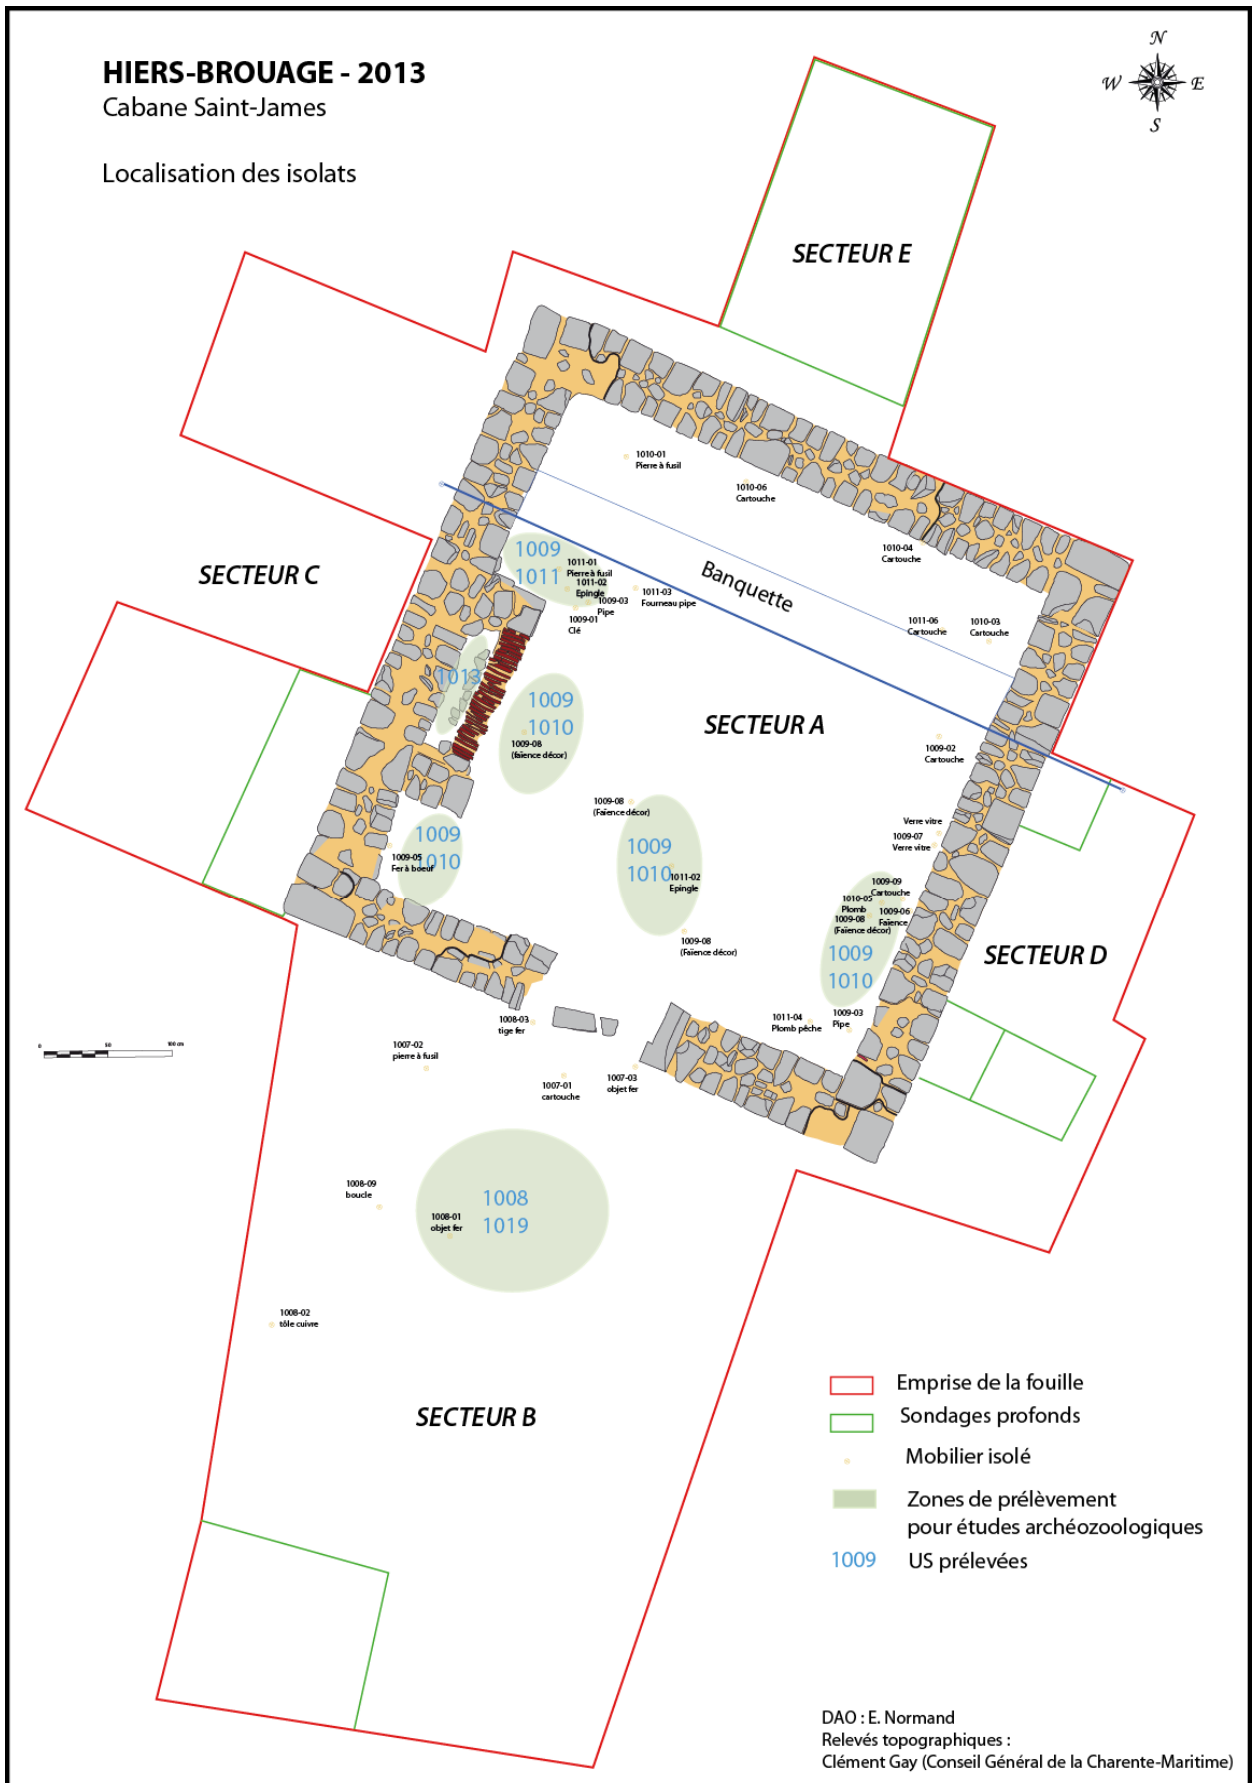 HIERS-BROUAGE - 2013
Cabane Saint-James
Localisation des isolats
N
W E
S
SECTEUR E
1010-01
Pierre à fusil
1010-06
Cartouche
1010-04
Cartouche
Banquette
SECTEUR C
1009
1011
1011-01
Pierre à fusil
1011-02
Epingle
1009-03
Pipe
1009-01
Clé
1011-03
Fourneau pipe
1011-06
Cartouche
1010-03
Cartouche
1013
1009
1010
1009-08
(faïence décor)
SECTEUR A
1009-02
Cartouche
1009-08
(Faïence décor)
1009
1010
1011-02
Epingle
1009
1010
1009-05
Fer à boeuf
Verre vitre
1009-07
Verre vitre
1009-09
Cartouche
1010-05
Plomb
1009-06
Faïence
1009-08
(Faïence décor)
1009
1010
1009-08
(Faïence décor)
SECTEUR D
1008-03
tige fer
1011-04
Plomb pêche
1009-03
Pipe
0 50 100 cm
1007-02
pierre à fusil
1007-01
cartouche
1007-03
objet fer
1008-09
boucle
1008-01
objet fer
1008
1019
1008-02
tôle cuivre
SECTEUR B
Emprise de la fouille
Sondages profonds
Mobilier isolé
Zones de prélèvement
pour études archéozoologiques
1009 US prélevées
DAO : E. Normand
Relevés topographiques :
Clément Gay (Conseil Général de la Charente-Maritime)